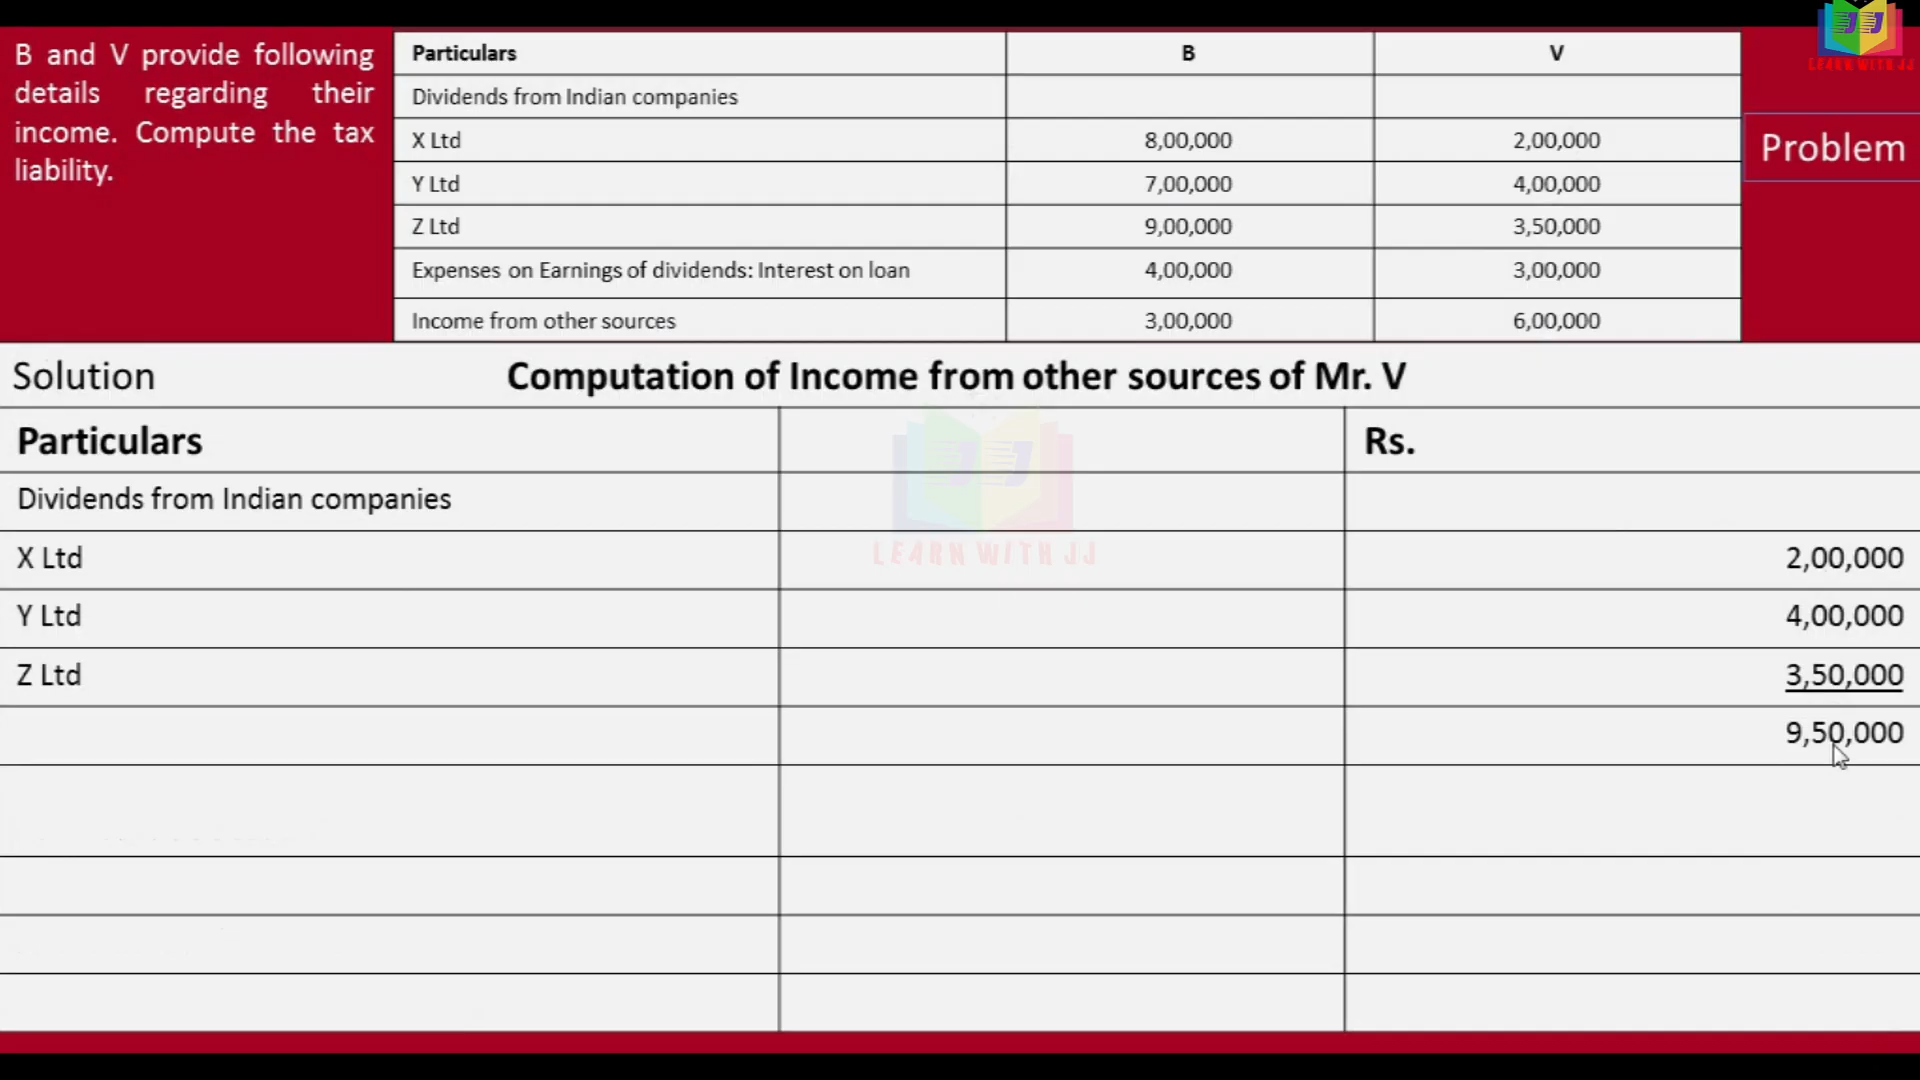 B and V provide following
details regarding their
income. Compute the tax
liability.
Particulars B V
Dividends from Indian companies
X Ltd 8,00,000 2,00,000
Y Ltd 7,00,000 4,00,000
Z Ltd 9,00,000 3,50,000
Expenses on Earnings of dividends: Interest on loan 4,00,000 3,00,000
Income from other sources 3,00,000 6,00,000
JJ
LEARN WITH JJ
Problem
Solution Computation of Income from other sources of Mr. V
Particulars Rs.
Dividends from Indian companies
X Ltd 2,00,000
Y Ltd 4,00,000
Z Ltd 3,50,000
9,50,000
JJ
LEARN WITH JJ